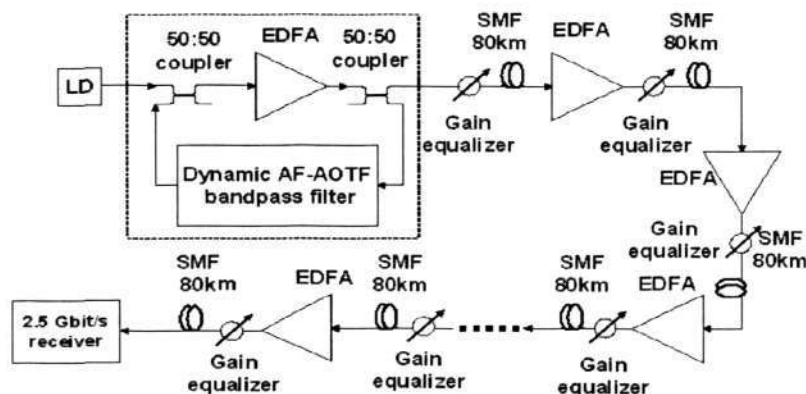 50:50
coupler
EDFA
50:50
coupler
SMF
80km
EDFA
SMF
80km
LD
Gain
equalizer
Gain
equalizer
Dynamic AF-AOTF
bandpass filter
EDFA
Gain
equalizer
SMF
80km
SMF
80km
EDFA
SMF
80km
SMF
80km
EDFA
2.5 Gbit/s
receiver
Gain
equalizer
Gain
equalizer
Gain
equalizer